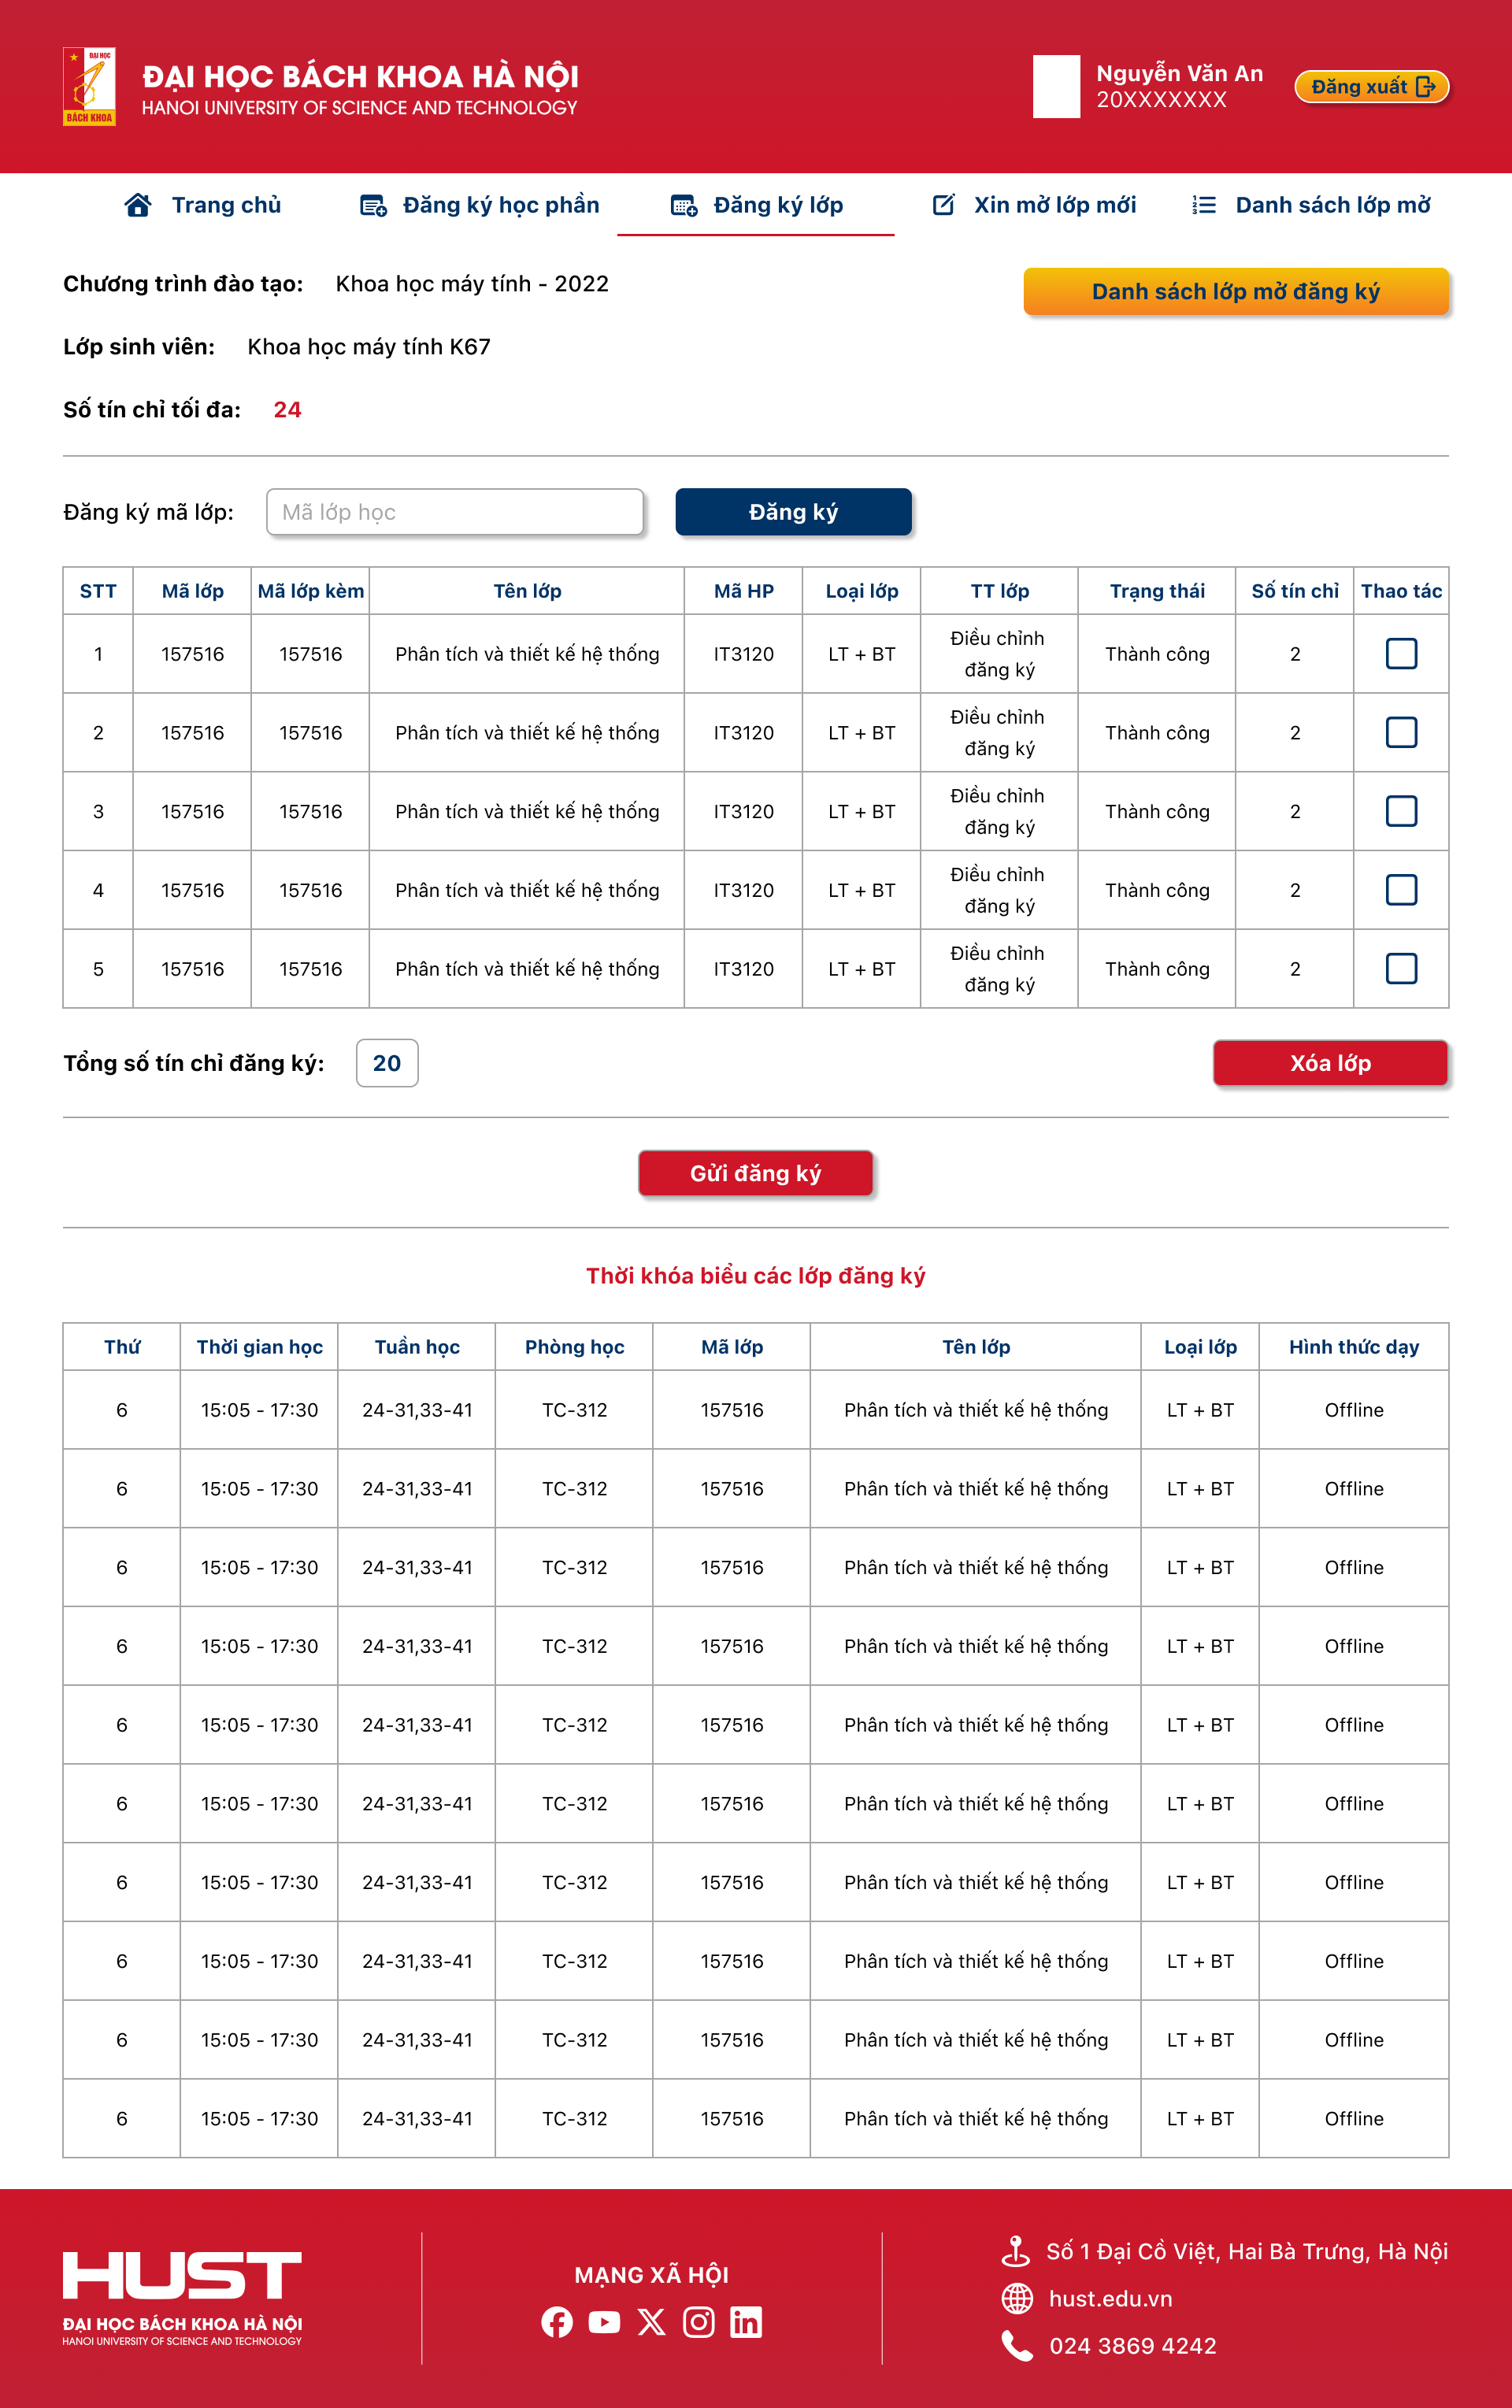 ĐẠI HỌC
BÁCH KHOA
ĐẠI HỌC BÁCH KHOA HÀ NỘI
HANOI UNIVERSITY OF SCIENCE AND TECHNOLOGY
Nguyễn Văn An
20XXXXXXX
Đăng xuất
Trang chủ Đăng ký học phần Đăng ký lớp Xin mở lớp mới Danh sách lớp mở
Chương trình đào tạo: Khoa học máy tính - 2022
Danh sách lớp mở đăng ký
Lớp sinh viên: Khoa học máy tính K67
Số tín chỉ tối đa: 24
Đăng ký mã lớp: Mã lớp học Đăng ký
STT Mã lớp Mã lớp kèm Tên lớp Mã HP Loại lớp TT lớp Trạng thái Số tín chỉ Thao tác
1 157516 157516 Phân tích và thiết kế hệ thống IT3120 LT + BT Điều chỉnh đăng ký Thành công 2
2 157516 157516 Phân tích và thiết kế hệ thống IT3120 LT + BT Điều chỉnh đăng ký Thành công 2
3 157516 157516 Phân tích và thiết kế hệ thống IT3120 LT + BT Điều chỉnh đăng ký Thành công 2
4 157516 157516 Phân tích và thiết kế hệ thống IT3120 LT + BT Điều chỉnh đăng ký Thành công 2
5 157516 157516 Phân tích và thiết kế hệ thống IT3120 LT + BT Điều chỉnh đăng ký Thành công 2
Tổng số tín chỉ đăng ký: 20 Xóa lớp
Gửi đăng ký
Thời khóa biểu các lớp đăng ký
Thứ Thời gian học Tuần học Phòng học Mã lớp Tên lớp Loại lớp Hình thức dạy
6 15:05 - 17:30 24-31,33-41 TC-312 157516 Phân tích và thiết kế hệ thống LT + BT Offline
6 15:05 - 17:30 24-31,33-41 TC-312 157516 Phân tích và thiết kế hệ thống LT + BT Offline
6 15:05 - 17:30 24-31,33-41 TC-312 157516 Phân tích và thiết kế hệ thống LT + BT Offline
6 15:05 - 17:30 24-31,33-41 TC-312 157516 Phân tích và thiết kế hệ thống LT + BT Offline
6 15:05 - 17:30 24-31,33-41 TC-312 157516 Phân tích và thiết kế hệ thống LT + BT Offline
6 15:05 - 17:30 24-31,33-41 TC-312 157516 Phân tích và thiết kế hệ thống LT + BT Offline
6 15:05 - 17:30 24-31,33-41 TC-312 157516 Phân tích và thiết kế hệ thống LT + BT Offline
6 15:05 - 17:30 24-31,33-41 TC-312 157516 Phân tích và thiết kế hệ thống LT + BT Offline
6 15:05 - 17:30 24-31,33-41 TC-312 157516 Phân tích và thiết kế hệ thống LT + BT Offline
6 15:05 - 17:30 24-31,33-41 TC-312 157516 Phân tích và thiết kế hệ thống LT + BT Offline
HUST
ĐẠI HỌC BÁCH KHOA HÀ NỘI
HANOI UNIVERSITY OF SCIENCE AND TECHNOLOGY
MẠNG XÃ HỘI
Số 1 Đại Cồ Việt, Hai Bà Trưng, Hà Nội
hust.edu.vn
024 3869 4242